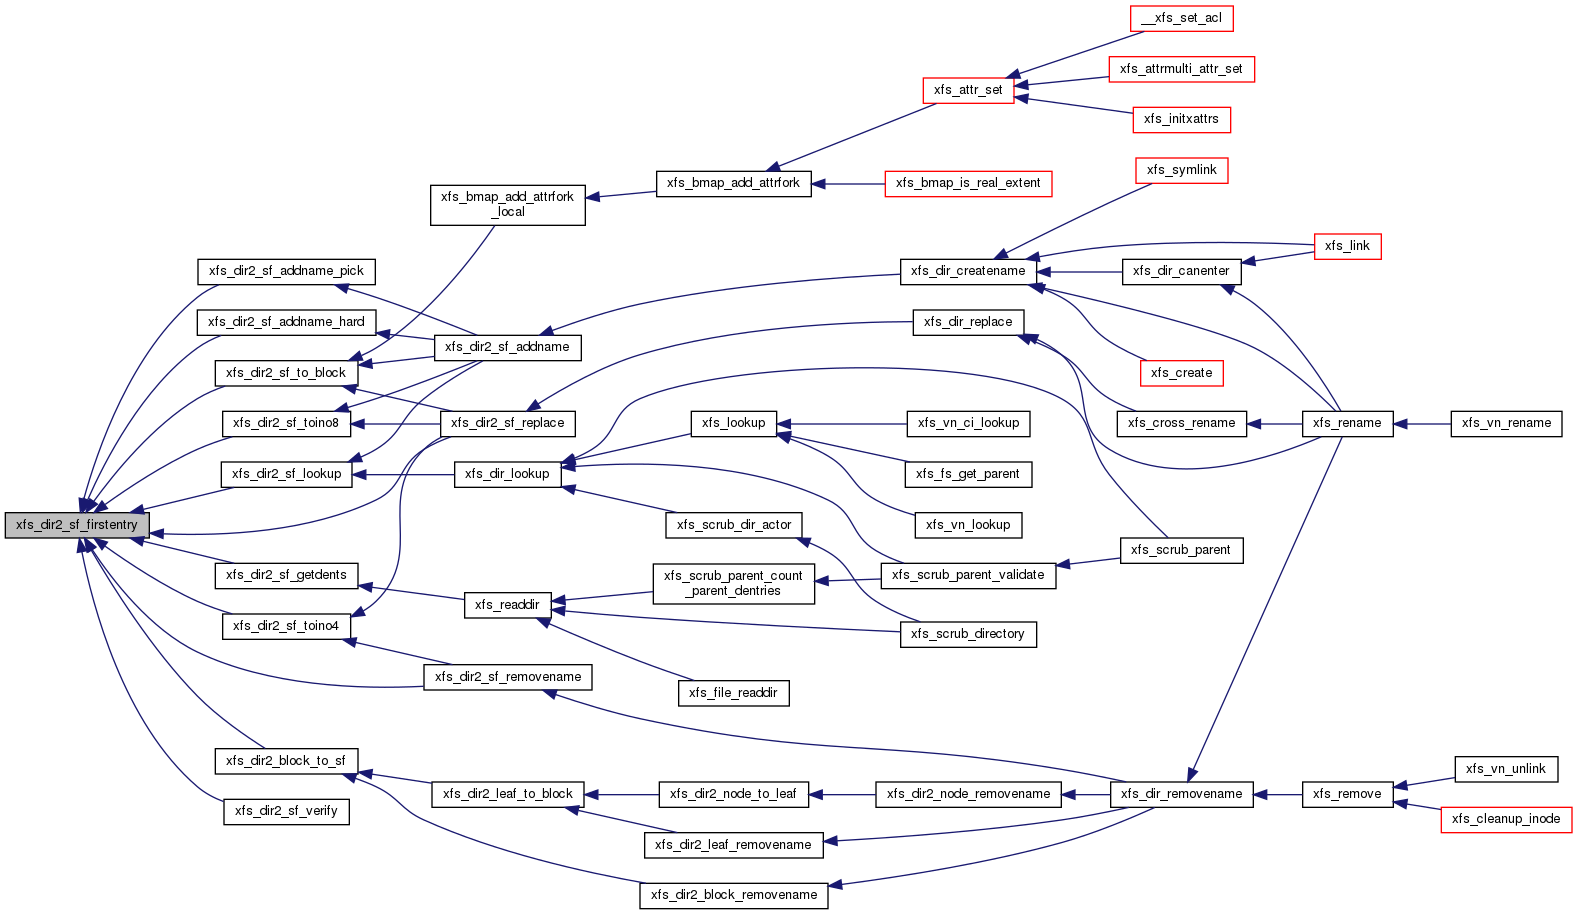 __xfs_set_acl
xfs_attrmulti_attr_set
xfs_attr_set
xfs_initxattrs
xfs_symlink
xfs_bmap_add_attrfork
xfs_bmap_is_real_extent
xfs_bmap_add_attrfork
_local
xfs_link
xfs_dir2_sf_addname_pick
xfs_dir_createname
xfs_dir_canenter
xfs_dir2_sf_addname_hard
xfs_dir_replace
xfs_dir2_sf_addname
xfs_dir2_sf_to_block
xfs_create
xfs_dir2_sf_toino8
xfs_dir2_sf_replace
xfs_lookup
xfs_vn_ci_lookup
xfs_cross_rename
xfs_rename
xfs_vn_rename
xfs_dir2_sf_lookup
xfs_dir_lookup
xfs_fs_get_parent
xfs_dir2_sf_firstentry
xfs_scrub_dir_actor
xfs_vn_lookup
xfs_scrub_parent
xfs_dir2_sf_getdents
xfs_scrub_parent_count
_parent_dentries
xfs_scrub_parent_validate
xfs_readdir
xfs_dir2_sf_toino4
xfs_scrub_directory
xfs_dir2_sf_removename
xfs_file_readdir
xfs_dir2_block_to_sf
xfs_vn_unlink
xfs_dir2_leaf_to_block
xfs_dir2_node_to_leaf
xfs_dir2_node_removename
xfs_dir_removename
xfs_remove
xfs_dir2_sf_verify
xfs_cleanup_inode
xfs_dir2_leaf_removename
xfs_dir2_block_removename